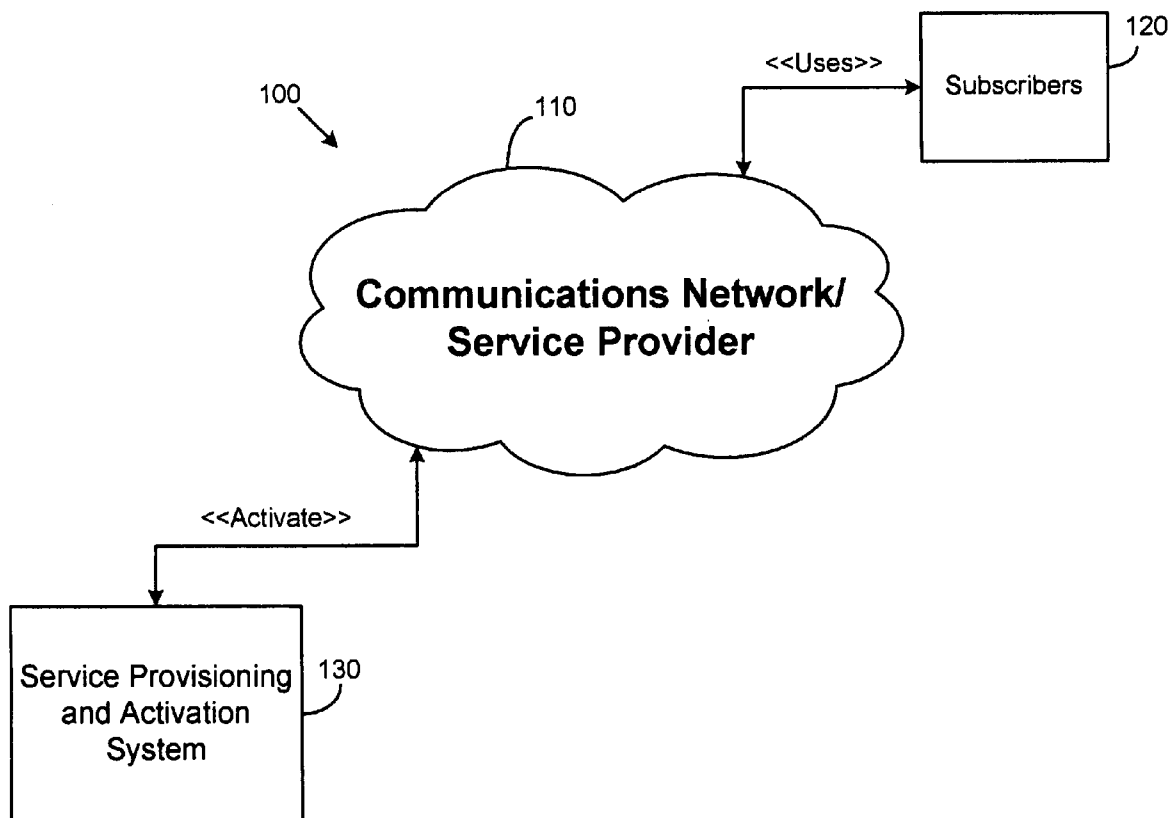 120
<<Uses>>
Subscribers
100
110
Communications Network/
Service Provider
<<Activate>>
130
Service Provisioning
and Activation
System